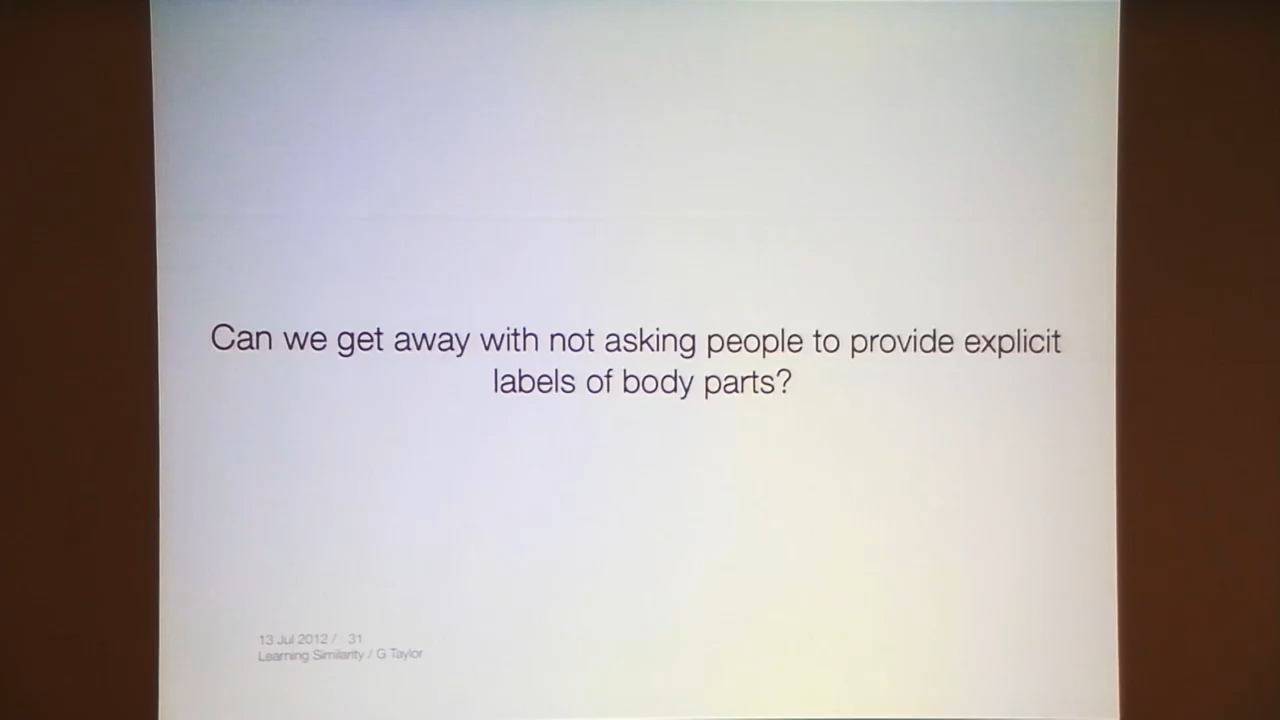 Can we get away with not asking people to provide explicit
labels of body parts?
13 Jul 2012 / 31
Learning Similarity / G Taylor